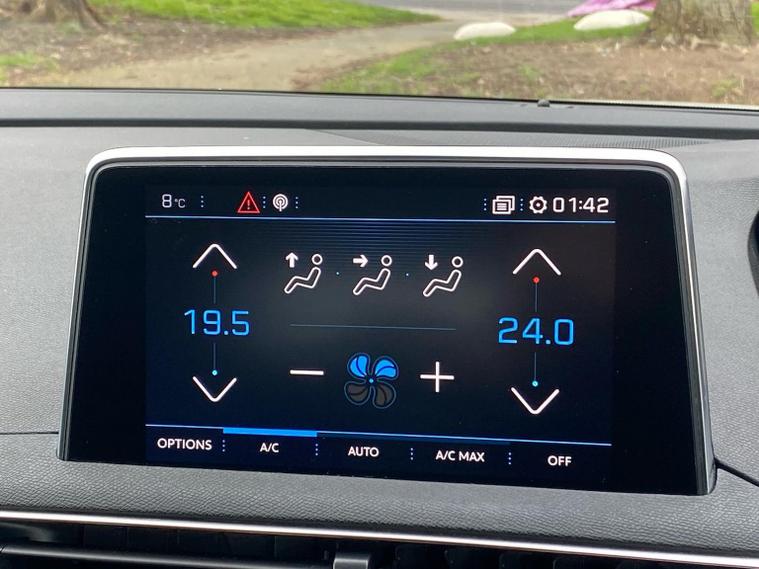 8°C 01:42
19.5 24.0
OPTIONS A/C AUTO A/C MAX OFF